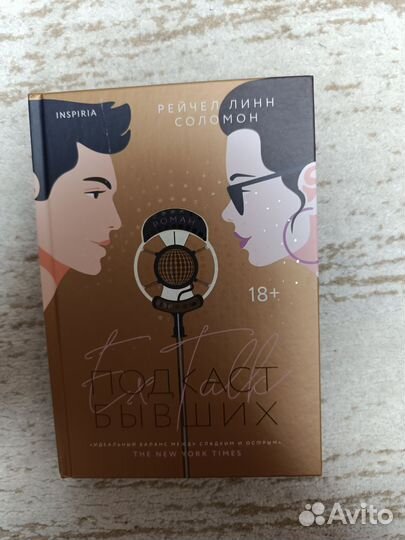 INSPIRIA
РЕЙЧЕЛ ЛИНН
СОЛОМОН
РОМАН
18+
Ex Talk
ПОДКАСТ
БЫВШИХ
«ИДЕАЛЬНЫЙ БАЛАНС МЕЖДУ СЛАДКИМ И ОСТРЫМ»
THE NEW YORK TIMES
Avito